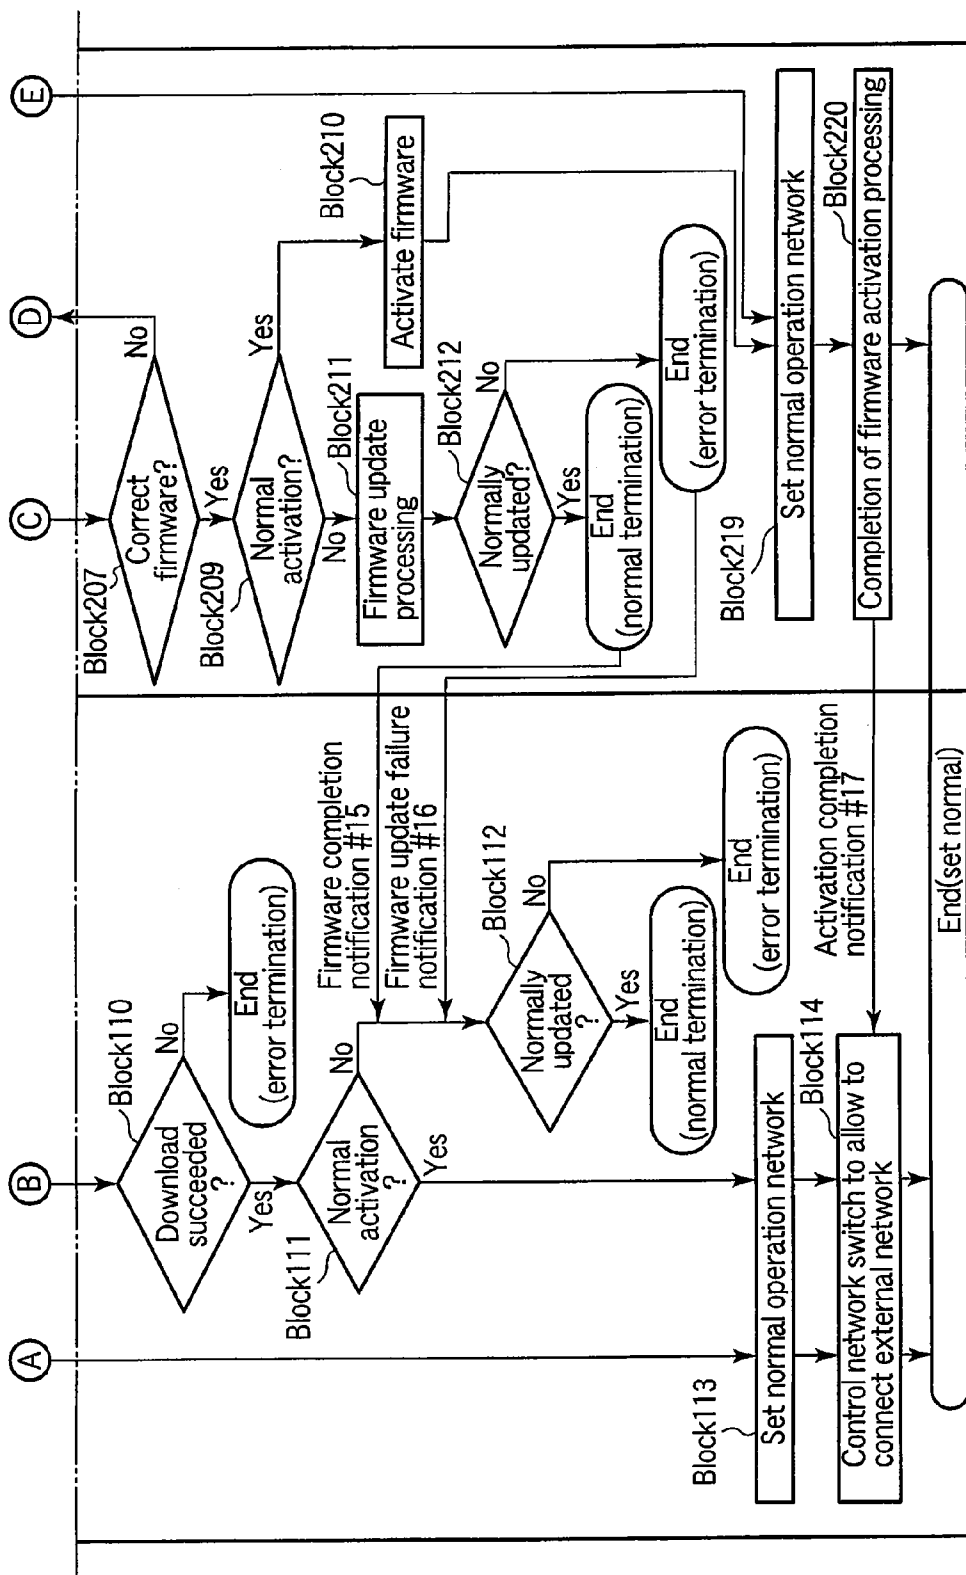 A
B
C
D
E
Block110
Download
succeeded
?
No
Yes
End
(error termination)
Block111
Normal
activation
?
No
Yes
Firmware completion
notification #15
Firmware update failure
notification #16
Block112
Normally
updated
?
No
Yes
End
(normal termination)
End
(error termination)
Block113
Set normal operation network
Block114
Control network switch to allow to
connect external network
Activation completion
notification #17
Block207
Correct
firmware?
No
Yes
Block209
Normal
activation?
Yes
No
Block210
Activate firmware
Block211
Firmware update
processing
Block212
Normally
updated?
No
Yes
End
(normal termination)
End
(error termination)
Block219
Set normal operation network
Block220
Completion of firmware activation processing
End(set normal)